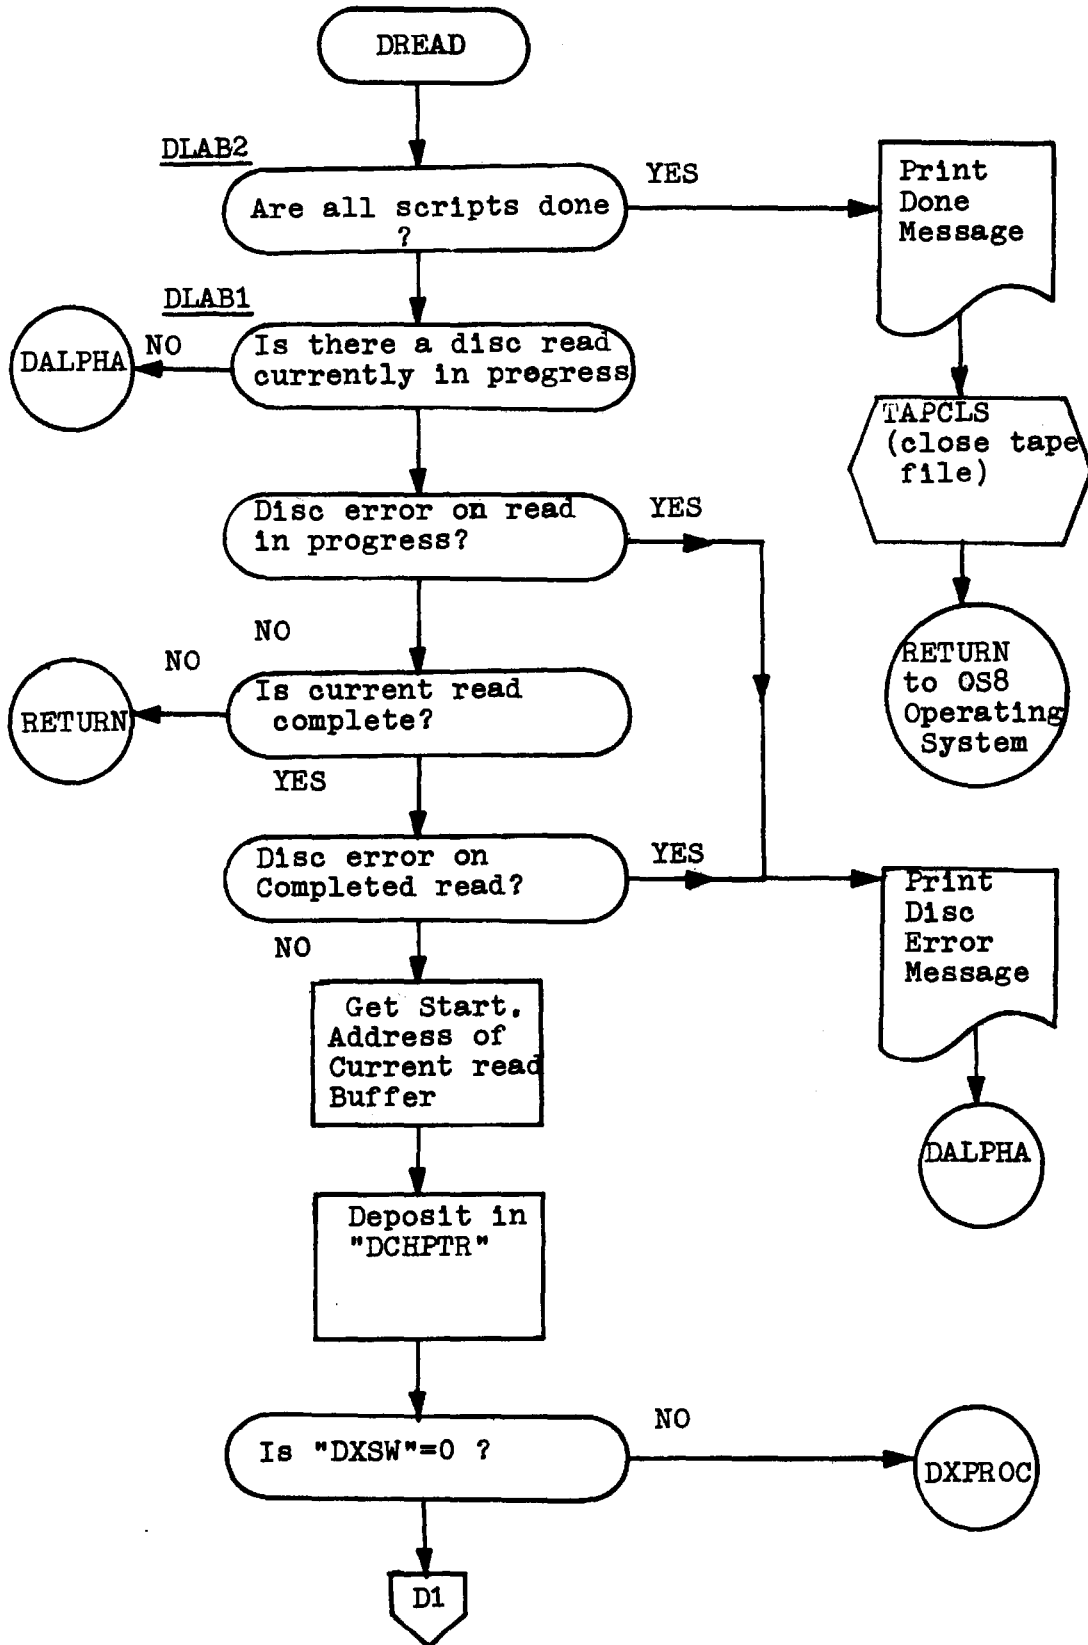 DREAD
DLAB2
Are all scripts done
?
YES
Print
Done
Message
DLAB1
Is there a disc read
currently in progress
NO
DALPHA
TAPCLS
(close tape
file)
Disc error on read
in progress?
YES
NO
RETURN
to OS8
Operating
System
Is current read
complete?
NO
RETURN
YES
Disc error on
Completed read?
YES
Print
Disc
Error
Message
NO
Get Start.
Address of
Current read
Buffer
DALPHA
Deposit in
"DCHPTR"
Is "DXSW"=0 ?
NO
DXPROC
D1